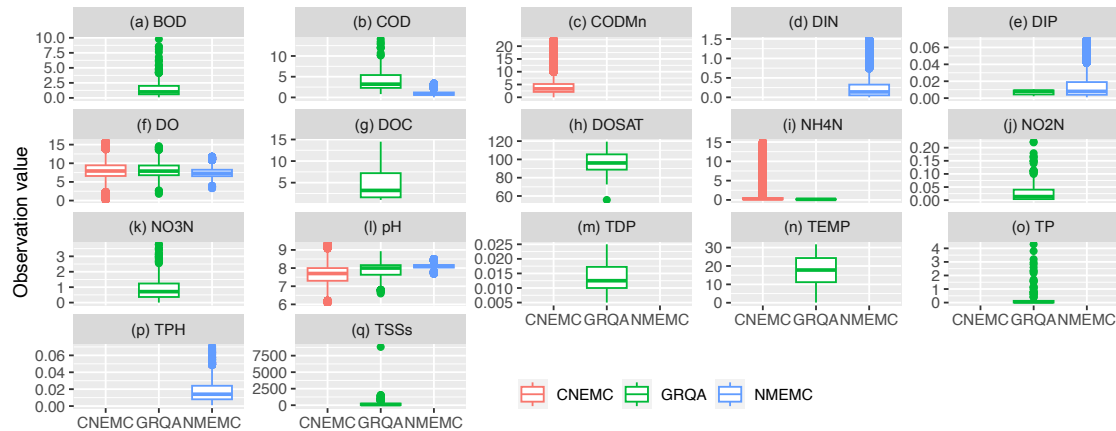 (a) BOD
(b) COD
(c) CODMn
(d) DIN
(e) DIP
10.0
7.5
5.0
2.5
0.0
10
5
0
20
15
10
5
0
1.5
1.0
0.5
0.0
0.06
0.04
0.02
0.00
(f) DO
(g) DOC
(h) DOSAT
(i) NH4N
(j) NO2N
15
10
5
0
10
5
120
100
80
60
15
10
5
0
0.20
0.15
0.10
0.05
0.00
(k) NO3N
(l) pH
(m) TDP
(n) TEMP
(o) TP
3
2
1
0
9
8
7
6
0.025
0.020
0.015
0.010
0.005
30
20
10
0
4
3
2
1
0
CNEMC GRQA NMEMC
CNEMC GRQA NMEMC
CNEMC GRQA NMEMC
(p) TPH
(q) TSSs
0.06
0.04
0.02
0.00
7500
5000
2500
0
CNEMC GRQA NMEMC
CNEMC GRQA NMEMC
Observation value
CNEMC
GRQA
NMEMC